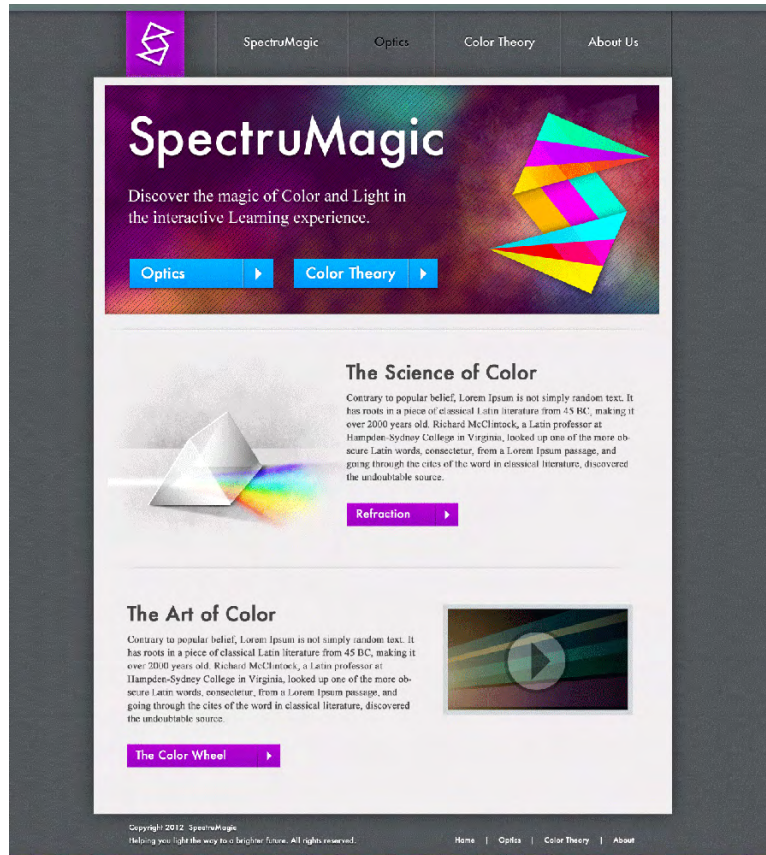 SpectruMagic
Optics
Color Theory
About Us
SpectruMagic
Discover the magic of Color and Light in
the interactive Learning experience.
Optics
Color Theory
The Science of Color
Contrary to popular belief, Lorem Ipsum is not simply random text. It
has roots in a piece of classical Latin literature from 45 BC, making it
over 2000 years old. Richard McClintock, a Latin professor at
Hampden-Sydney College in Virginia, looked up one of the more ob-
scure Latin words, consectetur, from a Lorem Ipsum passage, and
going through the cites of the word in classical literature, discovered
the undoubtable source.
Refraction
The Art of Color
Contrary to popular belief, Lorem Ipsum is not simply random text. It
has roots in a piece of classical Latin literature from 45 BC, making it
over 2000 years old. Richard McClintock, a Latin professor at
Hampden-Sydney College in Virginia, looked up one of the more ob-
scure Latin words, consectetur, from a Lorem Ipsum passage, and
going through the cites of the word in classical literature, discovered
the undoubtable source.
The Color Wheel
Copyright 2012 SpectruMagic
Helping you light the way to a brighter future. All rights reserved.
Home | Optics | Color Theory | About